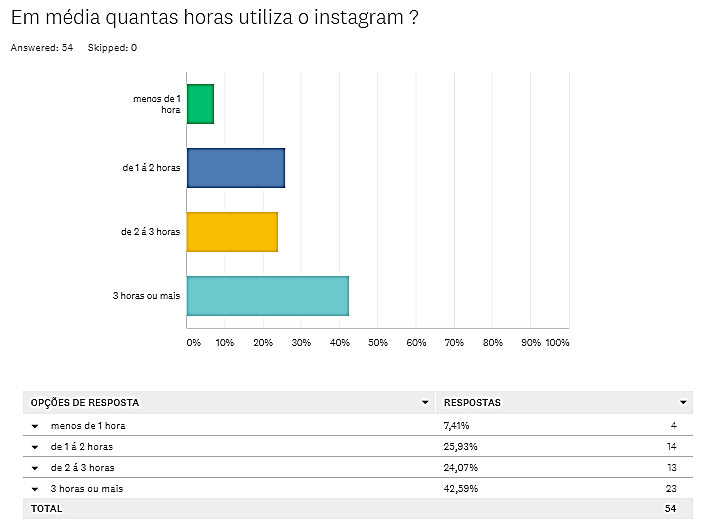 Em média quantas horas utiliza o instagram ?
Answered: 54 Skipped: 0
menos de 1
hora
de 1 á 2 horas
de 2 á 3 horas
3 horas ou mais
0% 10% 20% 30% 40% 50% 60% 70% 80% 90% 100%
OPÇÕES DE RESPOSTA RESPOSTAS
menos de 1 hora 7,41% 4
de 1 á 2 horas 25,93% 14
de 2 á 3 horas 24,07% 13
3 horas ou mais 42,59% 23
TOTAL 54